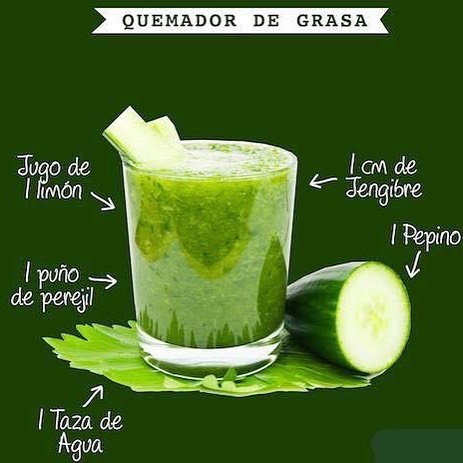 QUEMADOR DE GRASA
Jugo de
1 limón
1 cm de
Jengibre
1 Pepino
1 puño
de perejil
1 Taza de
Agua